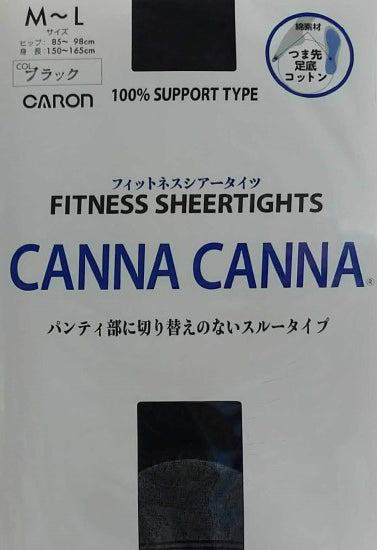 M〜L
サイズ
ヒップ: 85〜 98cm
身 長: 150〜165cm
COL.
ブラック
CARON
100% SUPPORT TYPE
綿素材
つま先
足底
コットン
フィットネスシアータイツ
FITNESS SHEERTIGHTS
CANNA CANNA®
パンティ部に切り替えのないスルータイプ